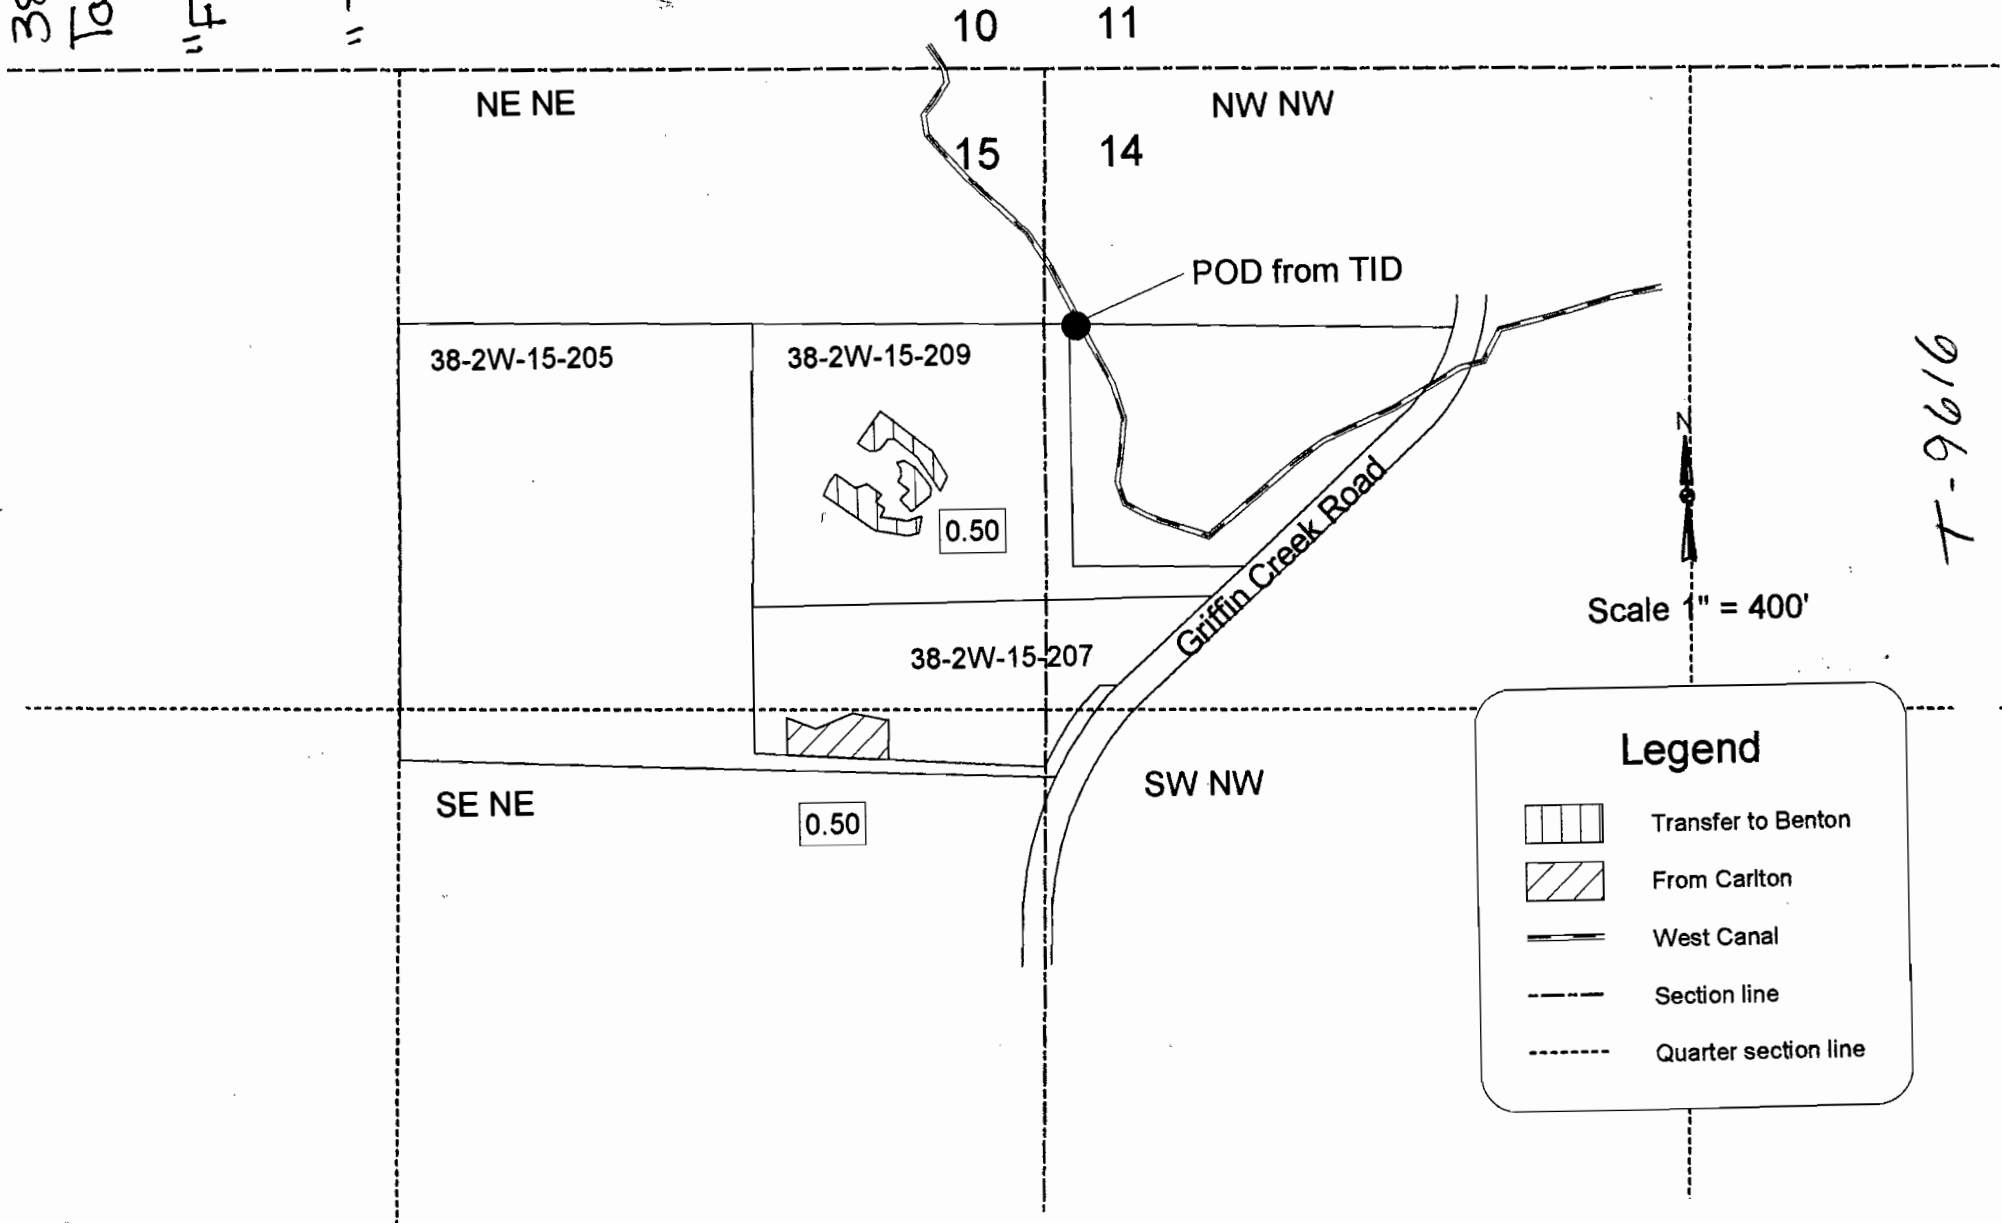 10 11
NE NE
NW NW
15 14
POD from TID
38-2W-15-205
38-2W-15-209
0.50
38-2W-15-207
Griffin Creek Road
N
Scale 1" = 400'
T-9616
SE NE
0.50
SW NW
Legend
Transfer to Benton
From Carlton
West Canal
Section line
Quarter section line